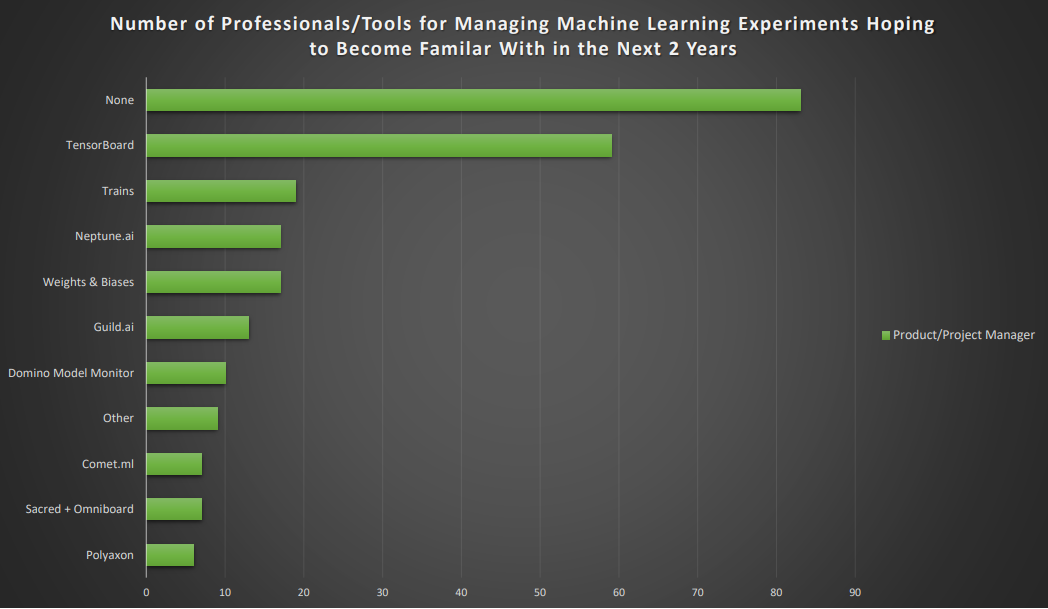 Number of Professionals/Tools for Managing Machine Learning Experiments Hoping
to Become Familar With in the Next 2 Years
None
TensorBoard
Trains
Neptune.ai
Weights & Biases
Guild.ai
Domino Model Monitor
Other
Comet.ml
Sacred + Omniboard
Polyaxon
0 10 20 30 40 50 60 70 80 90
Product/Project Manager